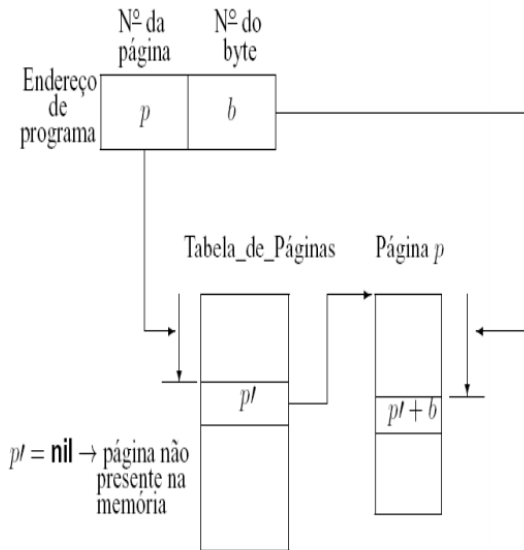 Nº da
página
Nº do
byte
Endereço
de
programa
p
b
Tabela_de_Páginas
Página p
p′
p′ + b
p′ = nil → página não
presente na
memória